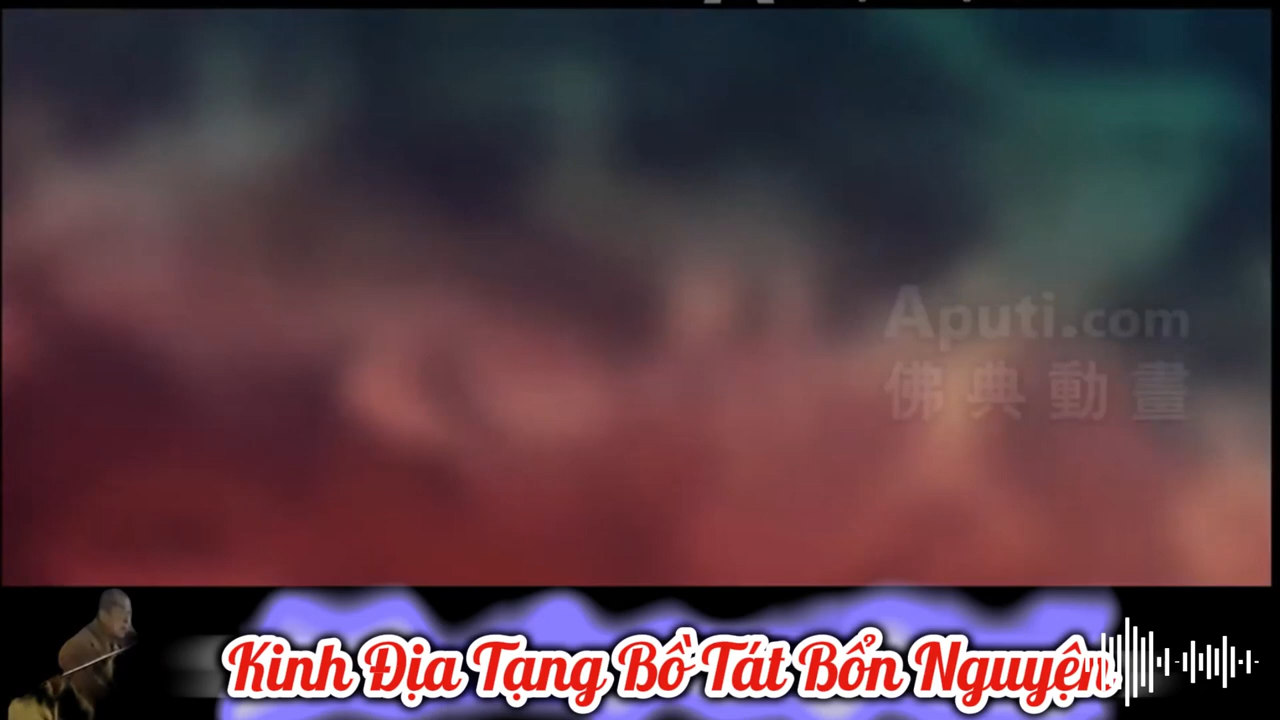 Aputi.com
佛典動畫
Kinh Địa Tạng Bồ Tát Bổn Nguyện